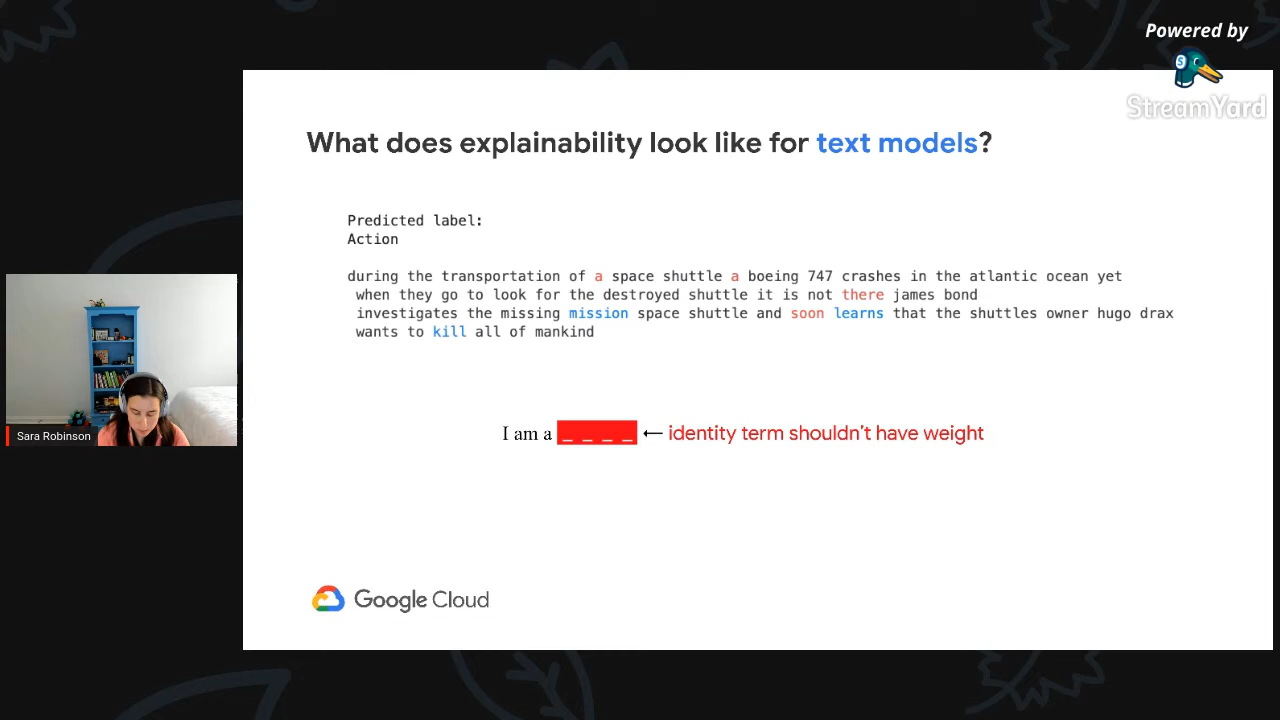 Powered by
StreamYard
What does explainability look like for text models?
Predicted label:
Action
during the transportation of a space shuttle a boeing 747 crashes in the atlantic ocean yet
when they go to look for the destroyed shuttle it is not there james bond
investigates the missing mission space shuttle and soon learns that the shuttles owner hugo drax
wants to kill all of mankind
I am a _ _ _ _ ← identity term shouldn't have weight
Sara Robinson
Google Cloud